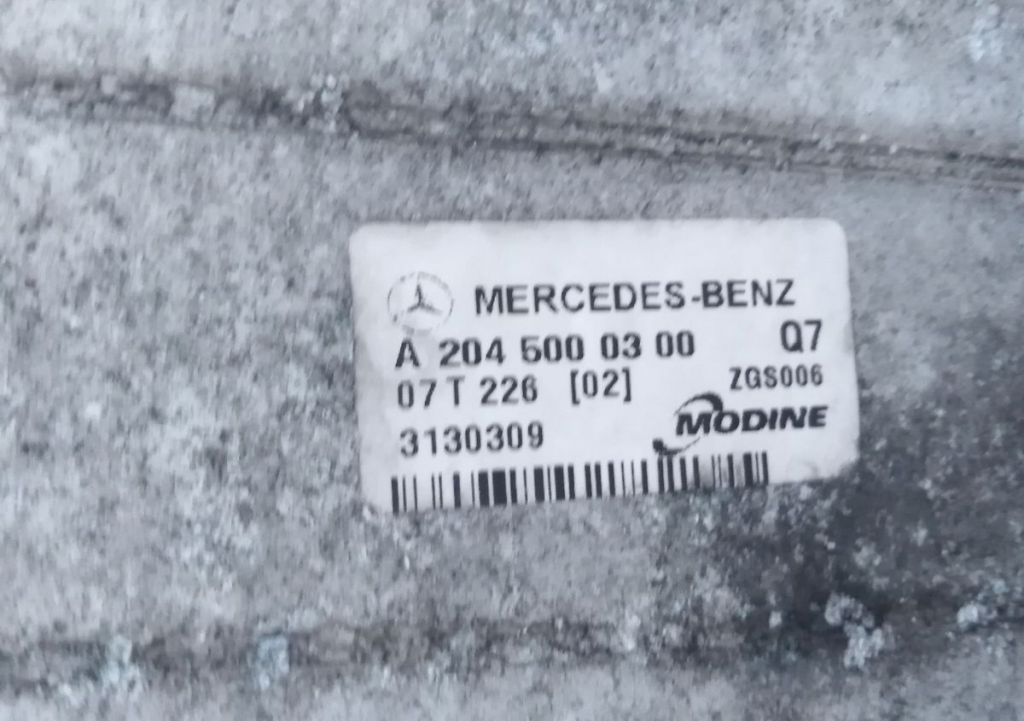 MERCEDES-BENZ
A 204 500 03 00 Q7
07 T 226 [02] ZGS006
3130309 MODINE